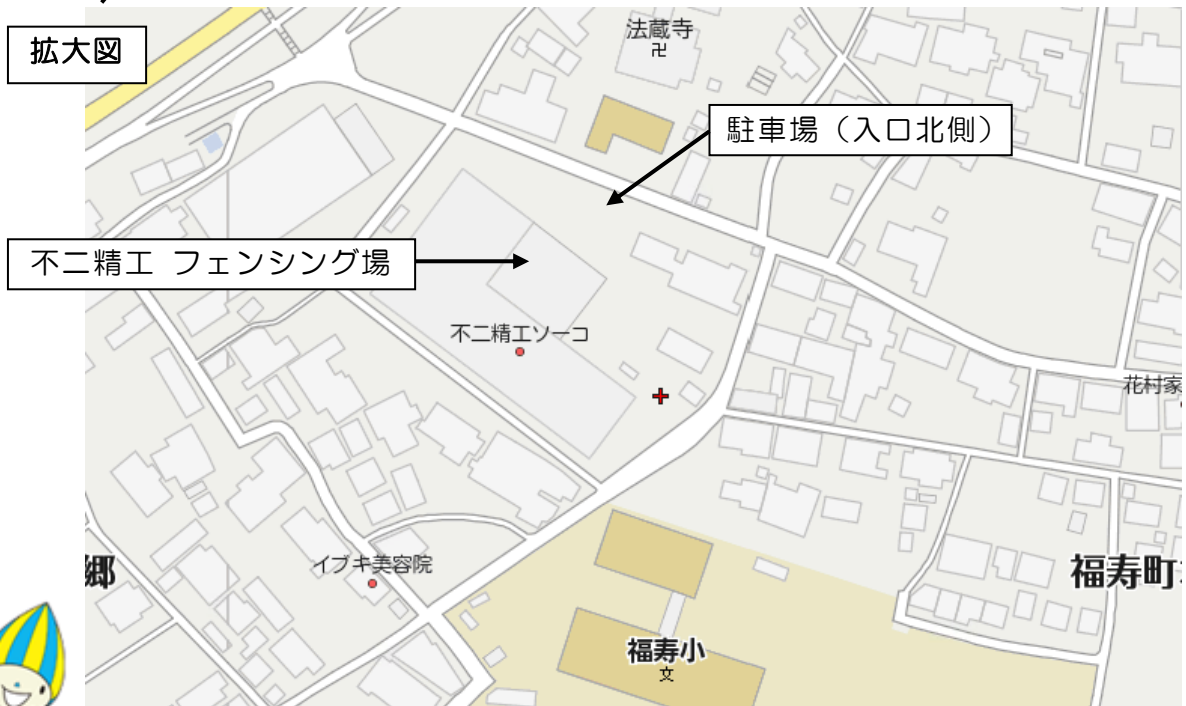 拡大図
法蔵寺
卍
駐車場（入口北側）
不二精工 フェンシング場
不二精工ソーコ
花村家
イブキ美容院
郷
福寿町
福寿小
文